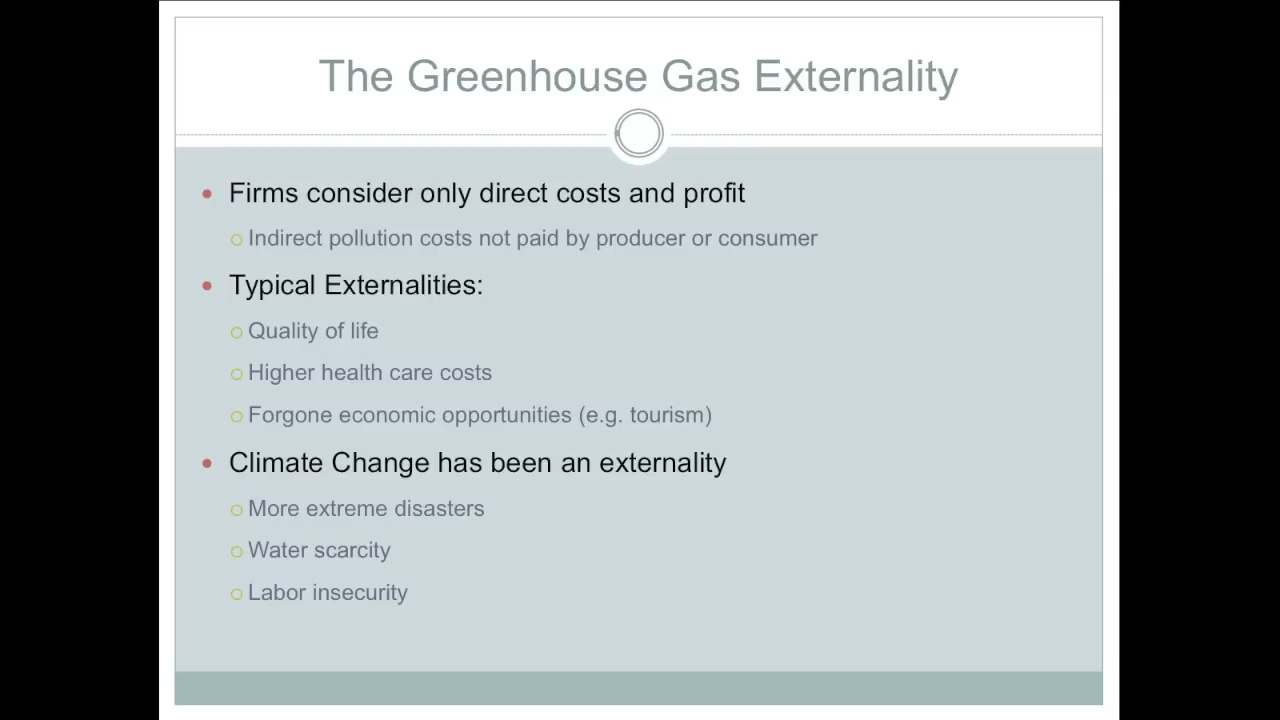 The Greenhouse Gas Externality
Firms consider only direct costs and profit
Indirect pollution costs not paid by producer or consumer
Typical Externalities:
Quality of life
Higher health care costs
Forgone economic opportunities (e.g. tourism)
Climate Change has been an externality
More extreme disasters
Water scarcity
Labor insecurity